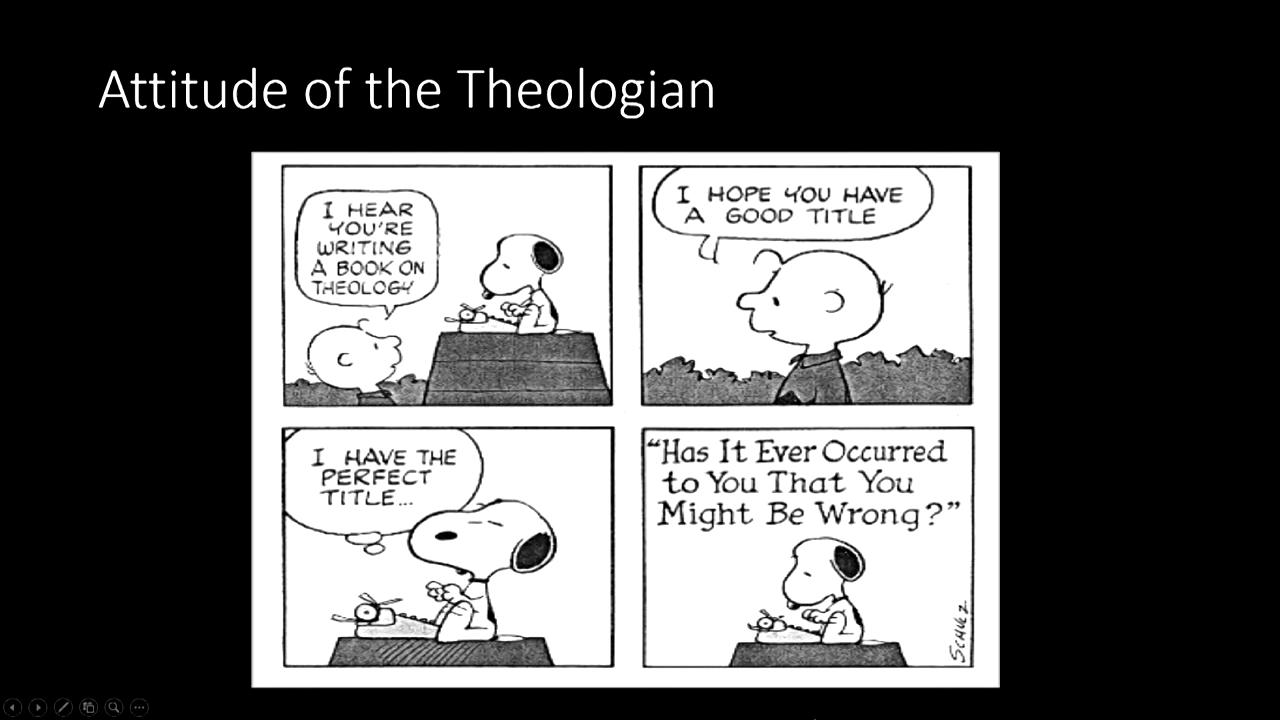 Attitude of the Theologian
I HEAR
YOU'RE
WRITING
A BOOK ON
THEOLOGY
I HOPE YOU HAVE
A GOOD TITLE
I HAVE THE
PERFECT
TITLE...
“Has It Ever Occurred
to You That You
Might Be Wrong?”
SCHULZ